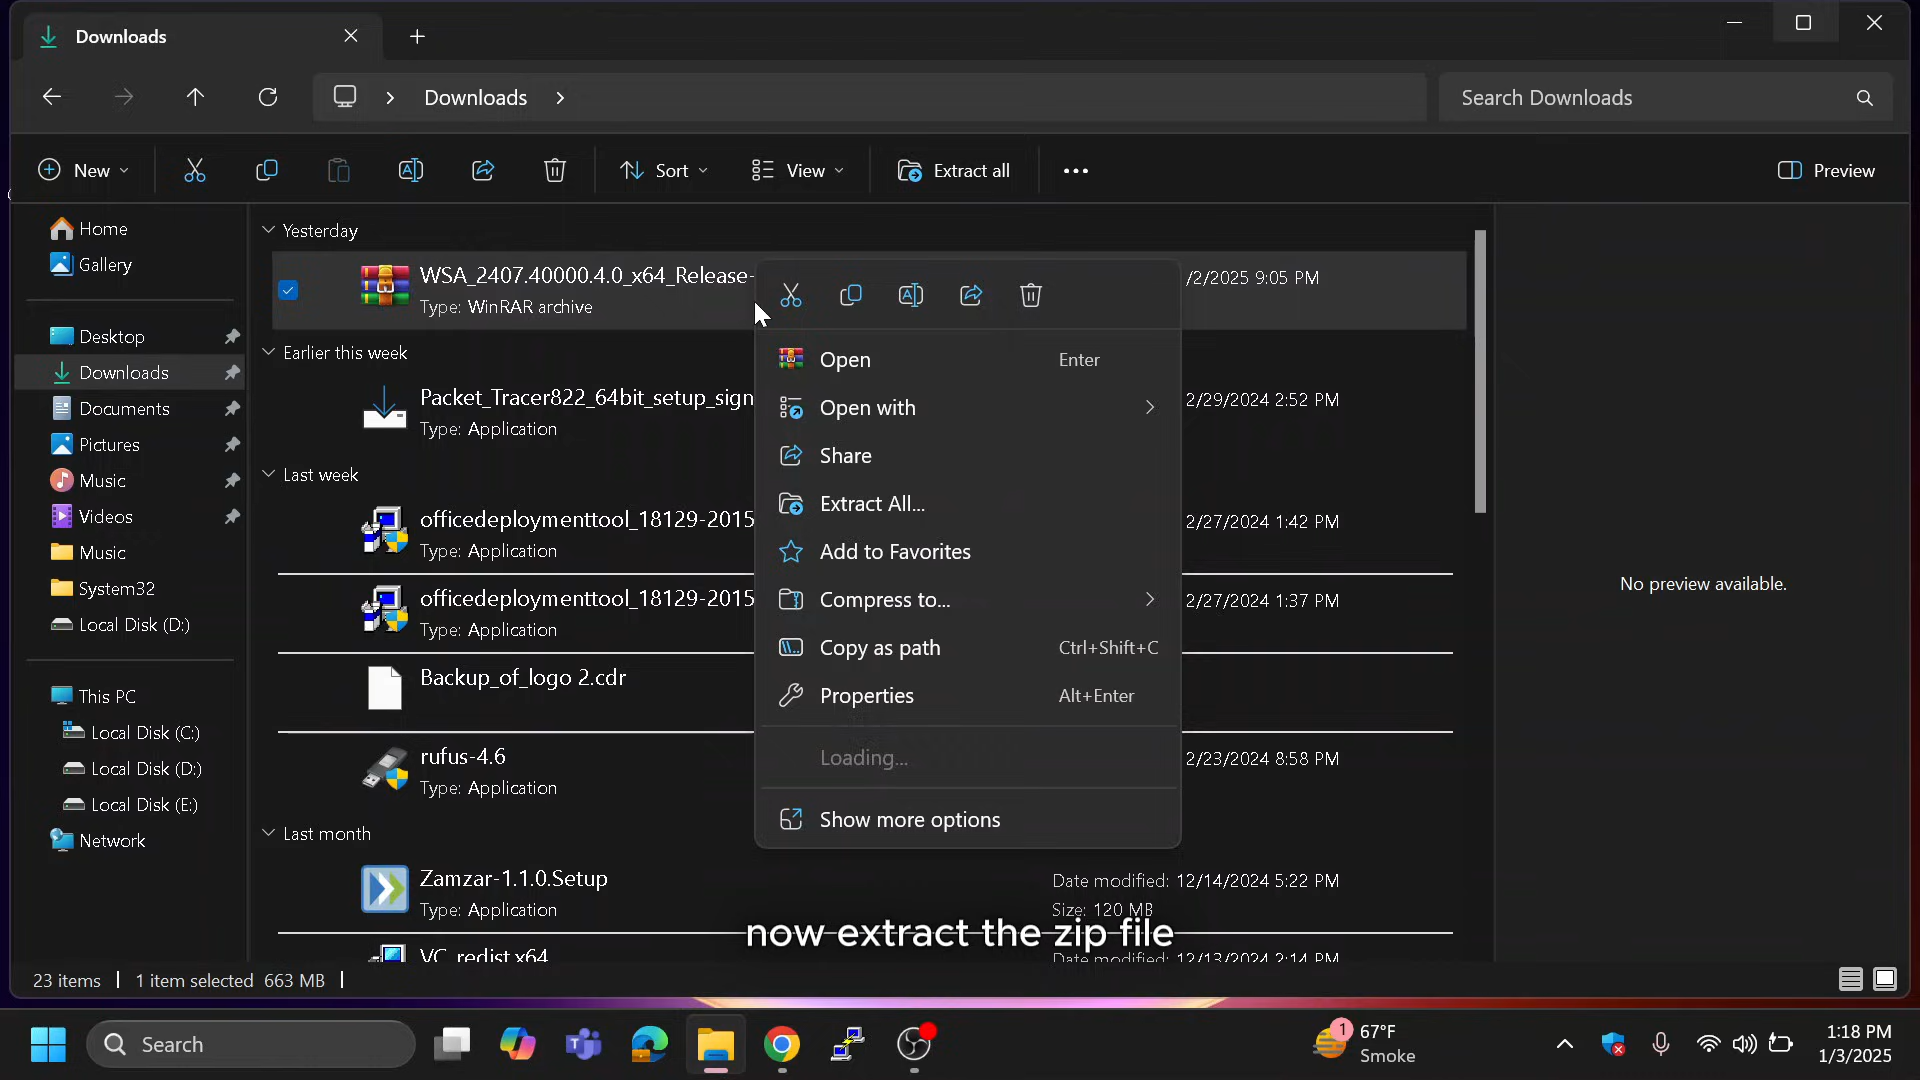 Downloads
Downloads
Search Downloads
New
Sort
View
Extract all
Preview
Home
Gallery
Desktop
Downloads
Documents
Pictures
Music
Videos
Music
System32
Local Disk (D:)
This PC
Local Disk (C:)
Local Disk (D:)
Local Disk (E:)
Network
Yesterday
WSA_2407.40000.4.0_x64_Release-
/2/2025 9:05 PM
Type: WinRAR archive
Earlier this week
Packet_Tracer822_64bit_setup_sign
2/29/2024 2:52 PM
Type: Application
Last week
officedeploymenttool_18129-2015
2/27/2024 1:42 PM
Type: Application
officedeploymenttool_18129-2015
2/27/2024 1:37 PM
Type: Application
Backup_of_logo 2.cdr
rufus-4.6
2/23/2024 8:58 PM
Type: Application
Last month
Zamzar-1.1.0.Setup
Date modified: 12/14/2024 5:22 PM
Type: Application
Size: 120 MB
VC_redist.x64
Date modified: 12/13/2024 2:14 PM
Open Enter
Open with
Share
Extract All...
Add to Favorites
Compress to...
Copy as path Ctrl+Shift+C
Properties Alt+Enter
Loading...
Show more options
No preview available.
now extract the zip file
23 items
1 item selected 663 MB
Search
1
67°F
Smoke
1:18 PM
1/3/2025